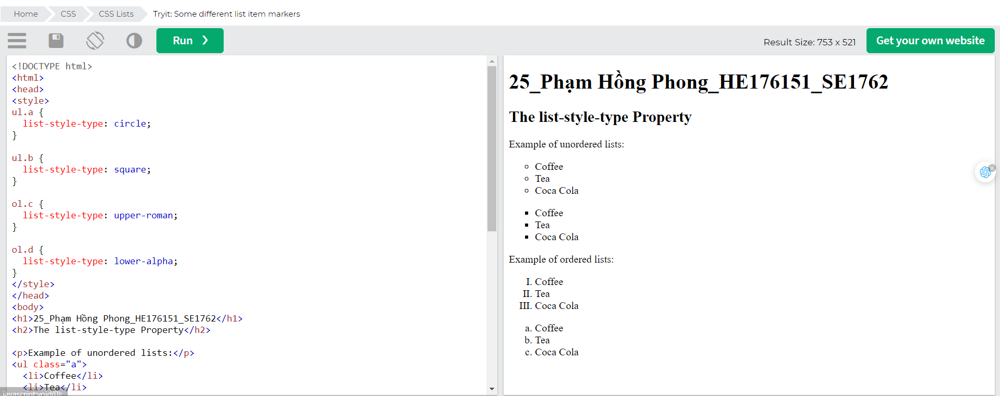 Home CSS CSS Lists Tryit: Some different list item markers
Run ❯ Result Size: 753 x 521 Get your own website
<!DOCTYPE html>
<html>
<head>
<style>
ul.a {
  list-style-type: circle;
}

ul.b {
  list-style-type: square;
}

ol.c {
  list-style-type: upper-roman;
}

ol.d {
  list-style-type: lower-alpha;
}
</style>
</head>
<body>
<h1>25_Phạm Hồng Phong_HE176151_SE1762</h1>
<h2>The list-style-type Property</h2>

<p>Example of unordered lists:</p>
<ul class="a">
  <li>Coffee</li>
  <li>Tea</li>
javascript:void(0);
25_Phạm Hồng Phong_HE176151_SE1762
The list-style-type Property
Example of unordered lists:
◦ Coffee
◦ Tea
◦ Coca Cola
▪ Coffee
▪ Tea
▪ Coca Cola
Example of ordered lists:
I. Coffee
II. Tea
III. Coca Cola
a. Coffee
b. Tea
c. Coca Cola